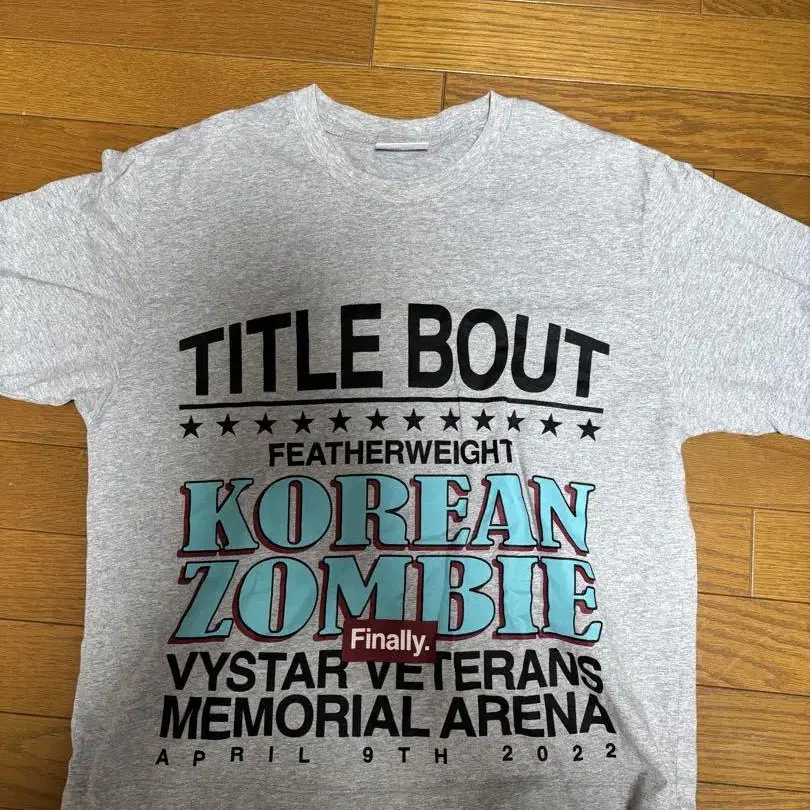 TITLE BOUT
FEATHERWEIGHT
KOREAN
ZOMBIE
Finally.
VYSTAR VETERANS
MEMORIAL ARENA
APRIL 9TH 2022